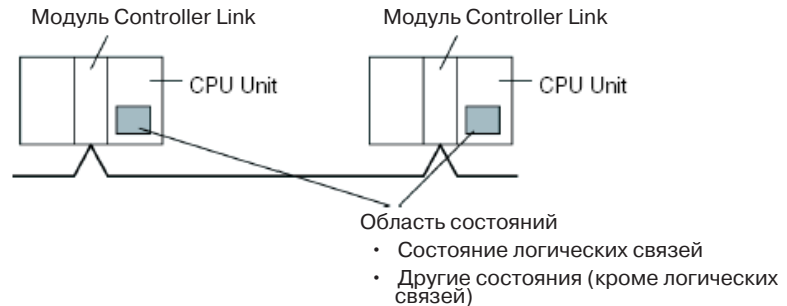 Модуль Controller Link
Модуль Controller Link
CPU Unit
CPU Unit
Область состояний
• Состояние логических связей
• Другие состояния (кроме логических
связей)